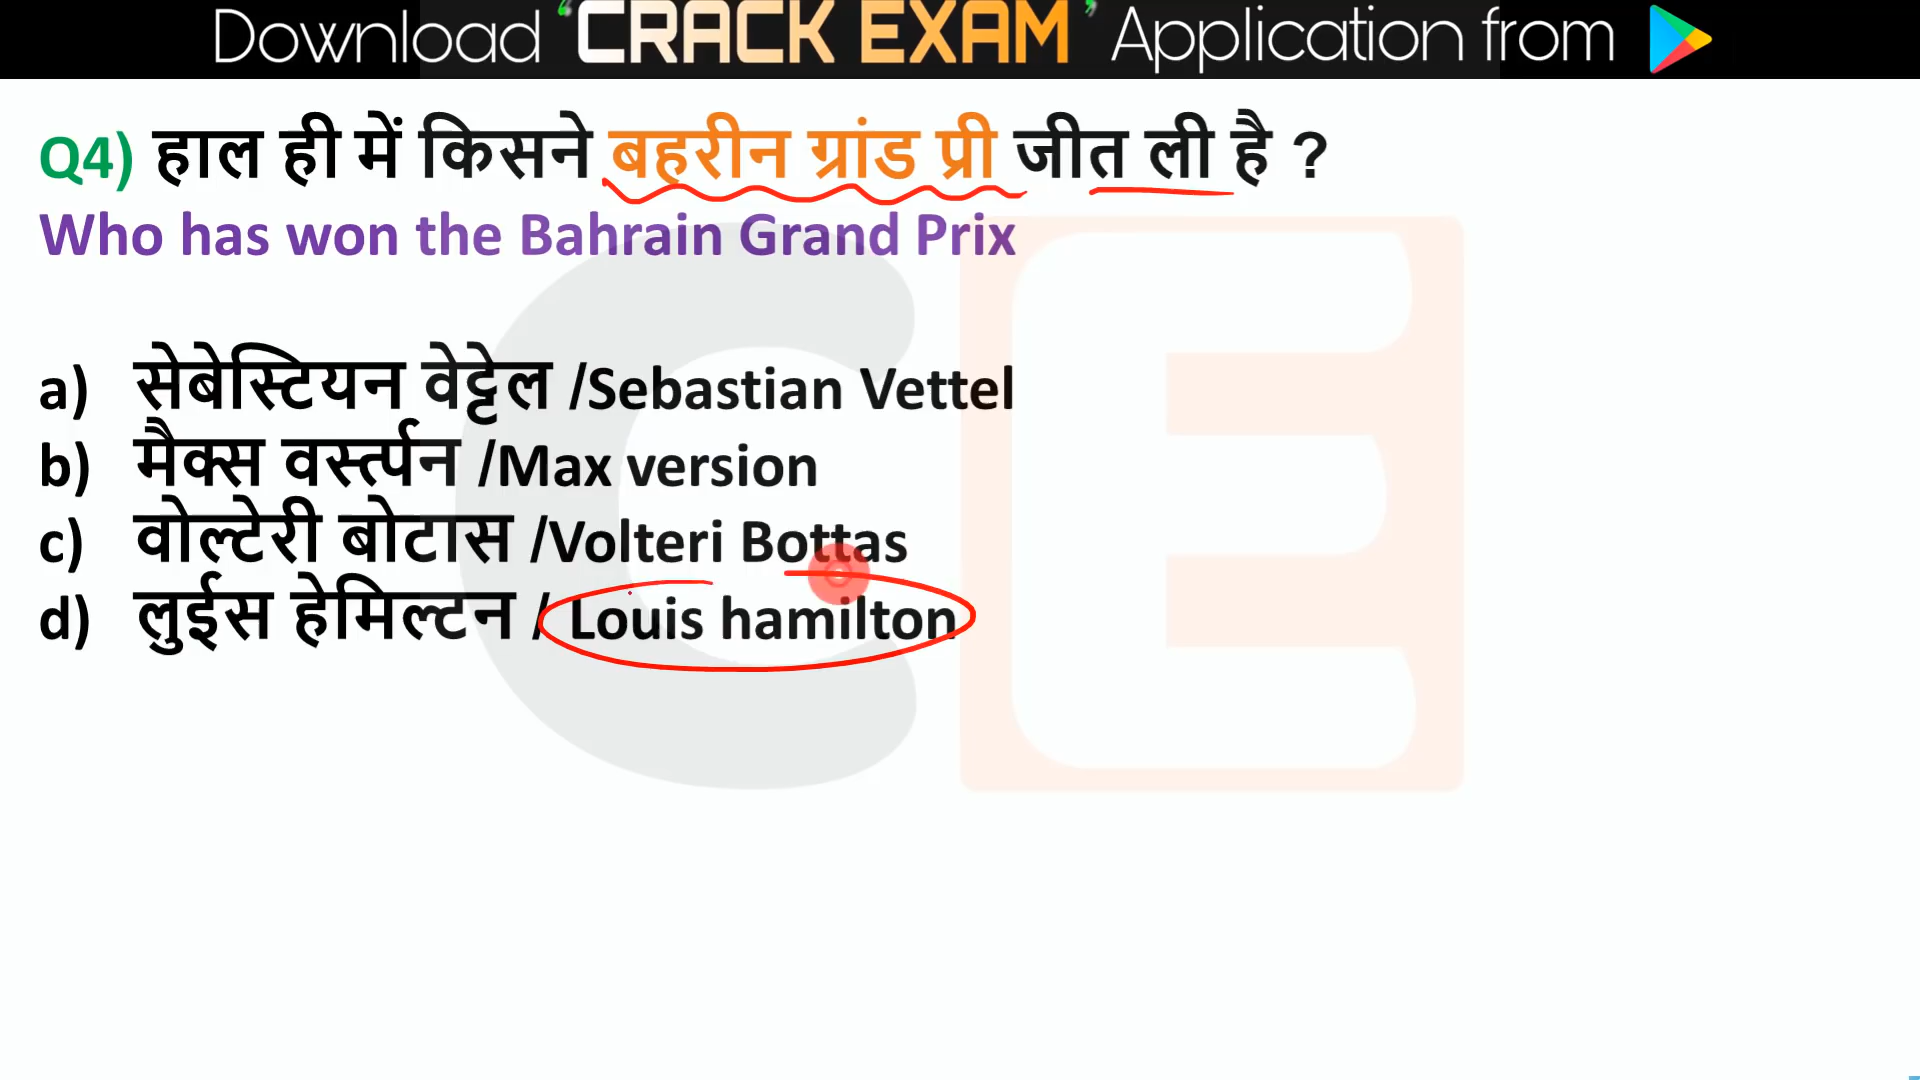 Download ‘CRACK EXAM’ Application from
Q4) हाल ही में किसने बहरीन ग्रांड प्री जीत ली है ?
Who has won the Bahrain Grand Prix
a) सेबेस्टियन वेट्टेल /Sebastian Vettel
b) मैक्स वर्स्त्पन /Max version
c) वोल्टेरी बोटास /Volteri Bottas
d) लुईस हेमिल्टन / Louis hamilton
CE